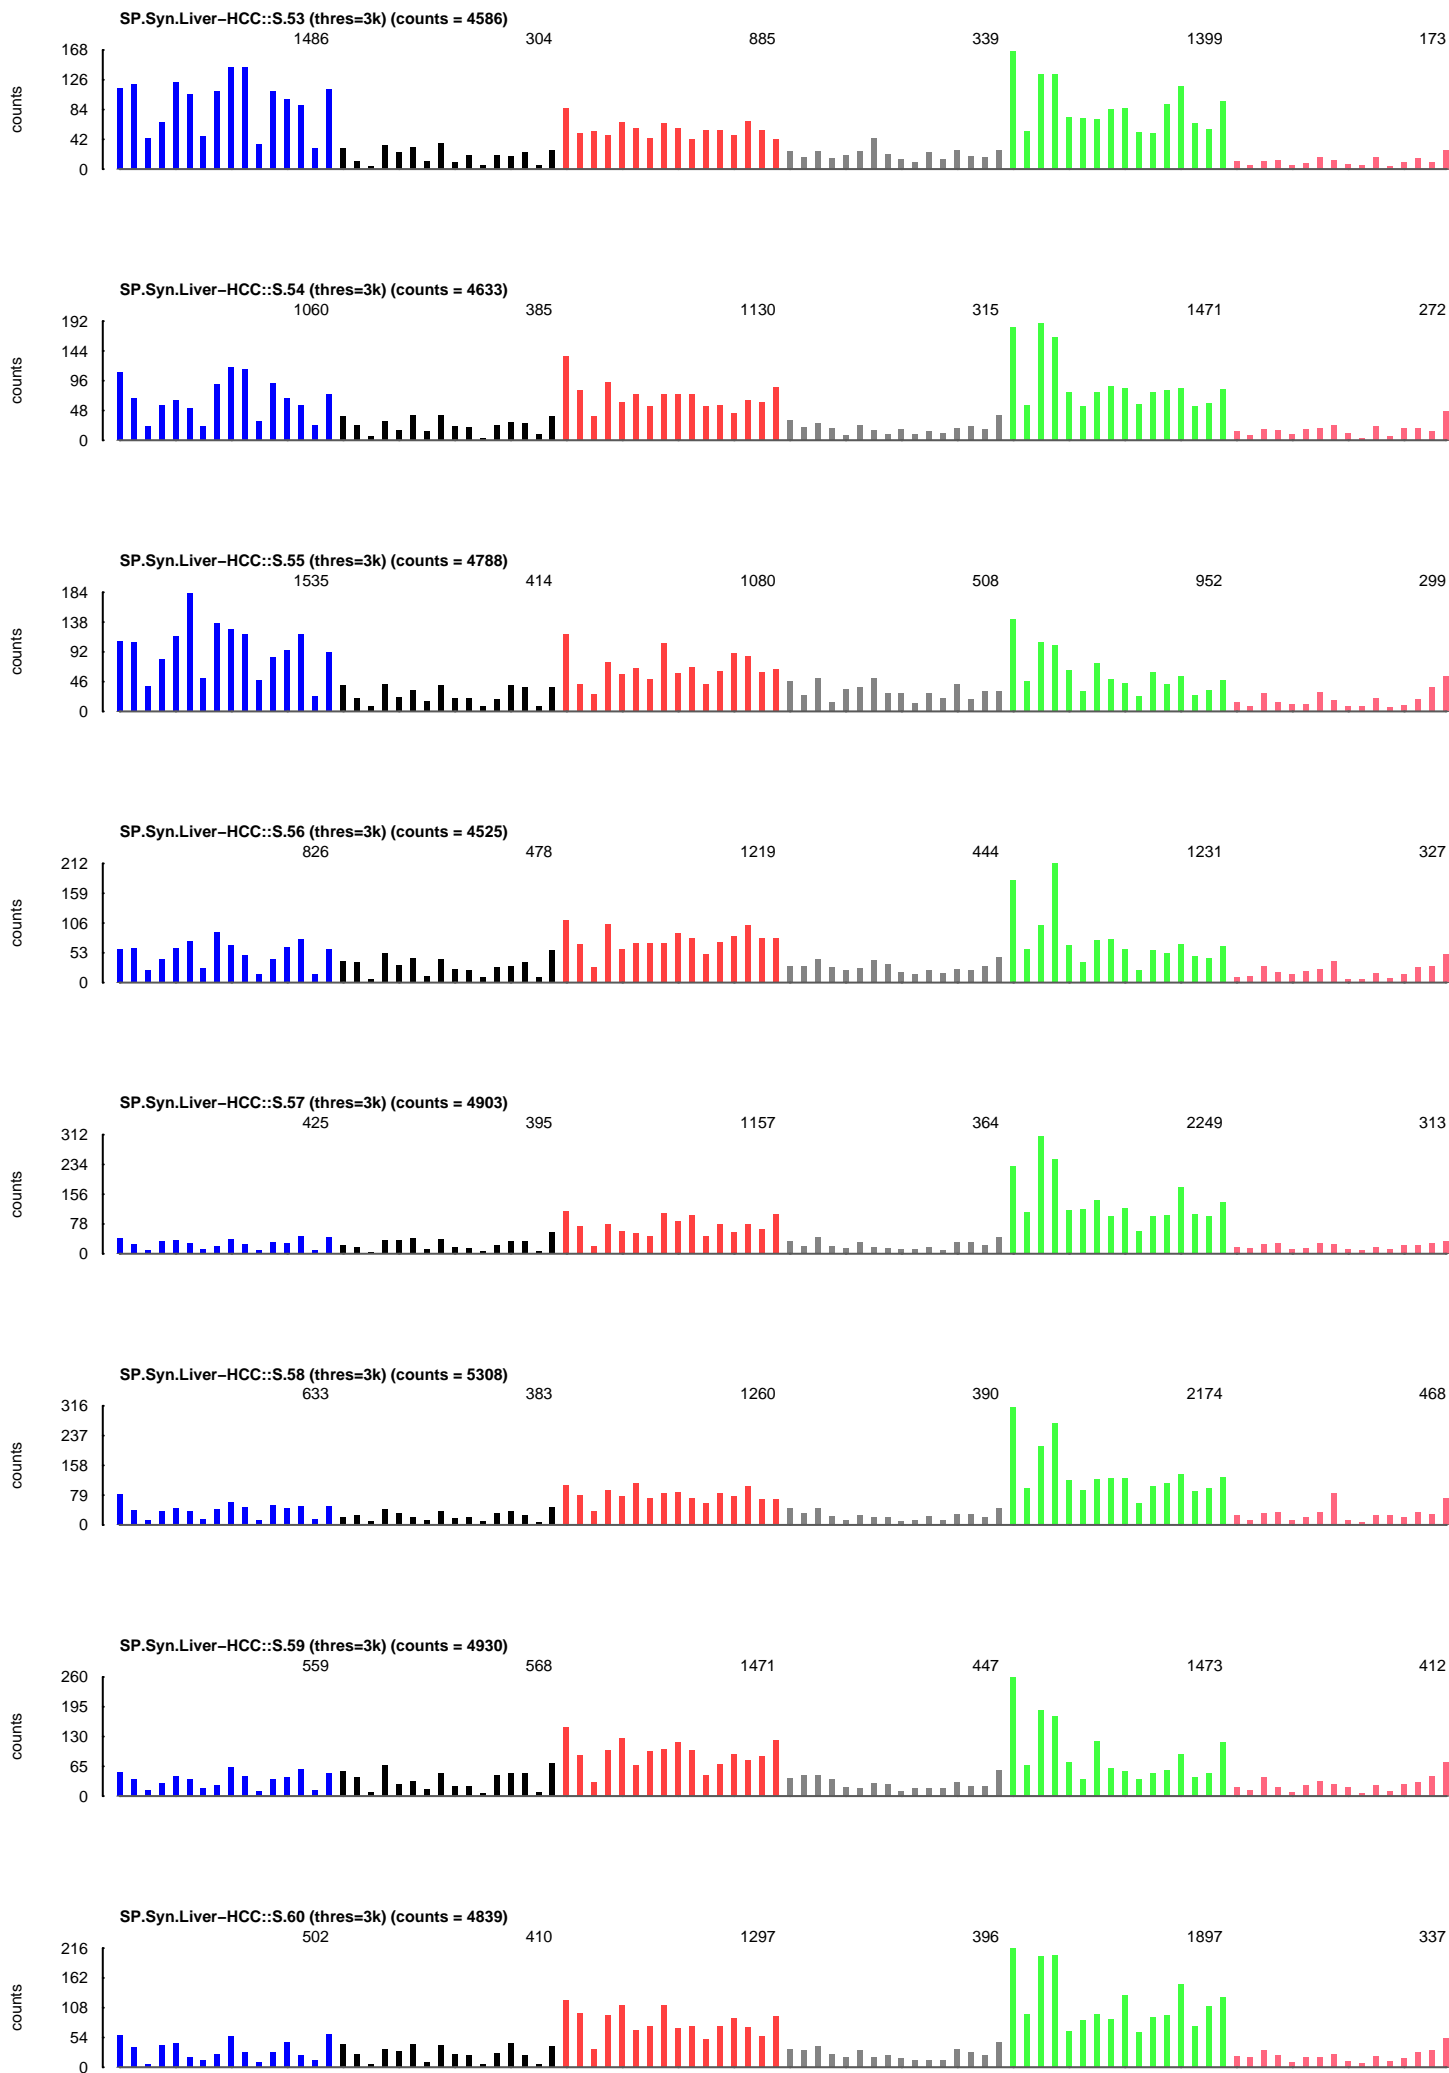 SP.Syn.Liver−HCC::S.53 (thres=3k) (counts = 4586)
1486 304 885 339 1399 173
168
126
84
42
0
counts
SP.Syn.Liver−HCC::S.54 (thres=3k) (counts = 4633)
1060 385 1130 315 1471 272
192
144
96
48
0
counts
SP.Syn.Liver−HCC::S.55 (thres=3k) (counts = 4788)
1535 414 1080 508 952 299
184
138
92
46
0
counts
SP.Syn.Liver−HCC::S.56 (thres=3k) (counts = 4525)
826 478 1219 444 1231 327
212
159
106
53
0
counts
SP.Syn.Liver−HCC::S.57 (thres=3k) (counts = 4903)
425 395 1157 364 2249 313
312
234
156
78
0
counts
SP.Syn.Liver−HCC::S.58 (thres=3k) (counts = 5308)
633 383 1260 390 2174 468
316
237
158
79
0
counts
SP.Syn.Liver−HCC::S.59 (thres=3k) (counts = 4930)
559 568 1471 447 1473 412
260
195
130
65
0
counts
SP.Syn.Liver−HCC::S.60 (thres=3k) (counts = 4839)
502 410 1297 396 1897 337
216
162
108
54
0
counts